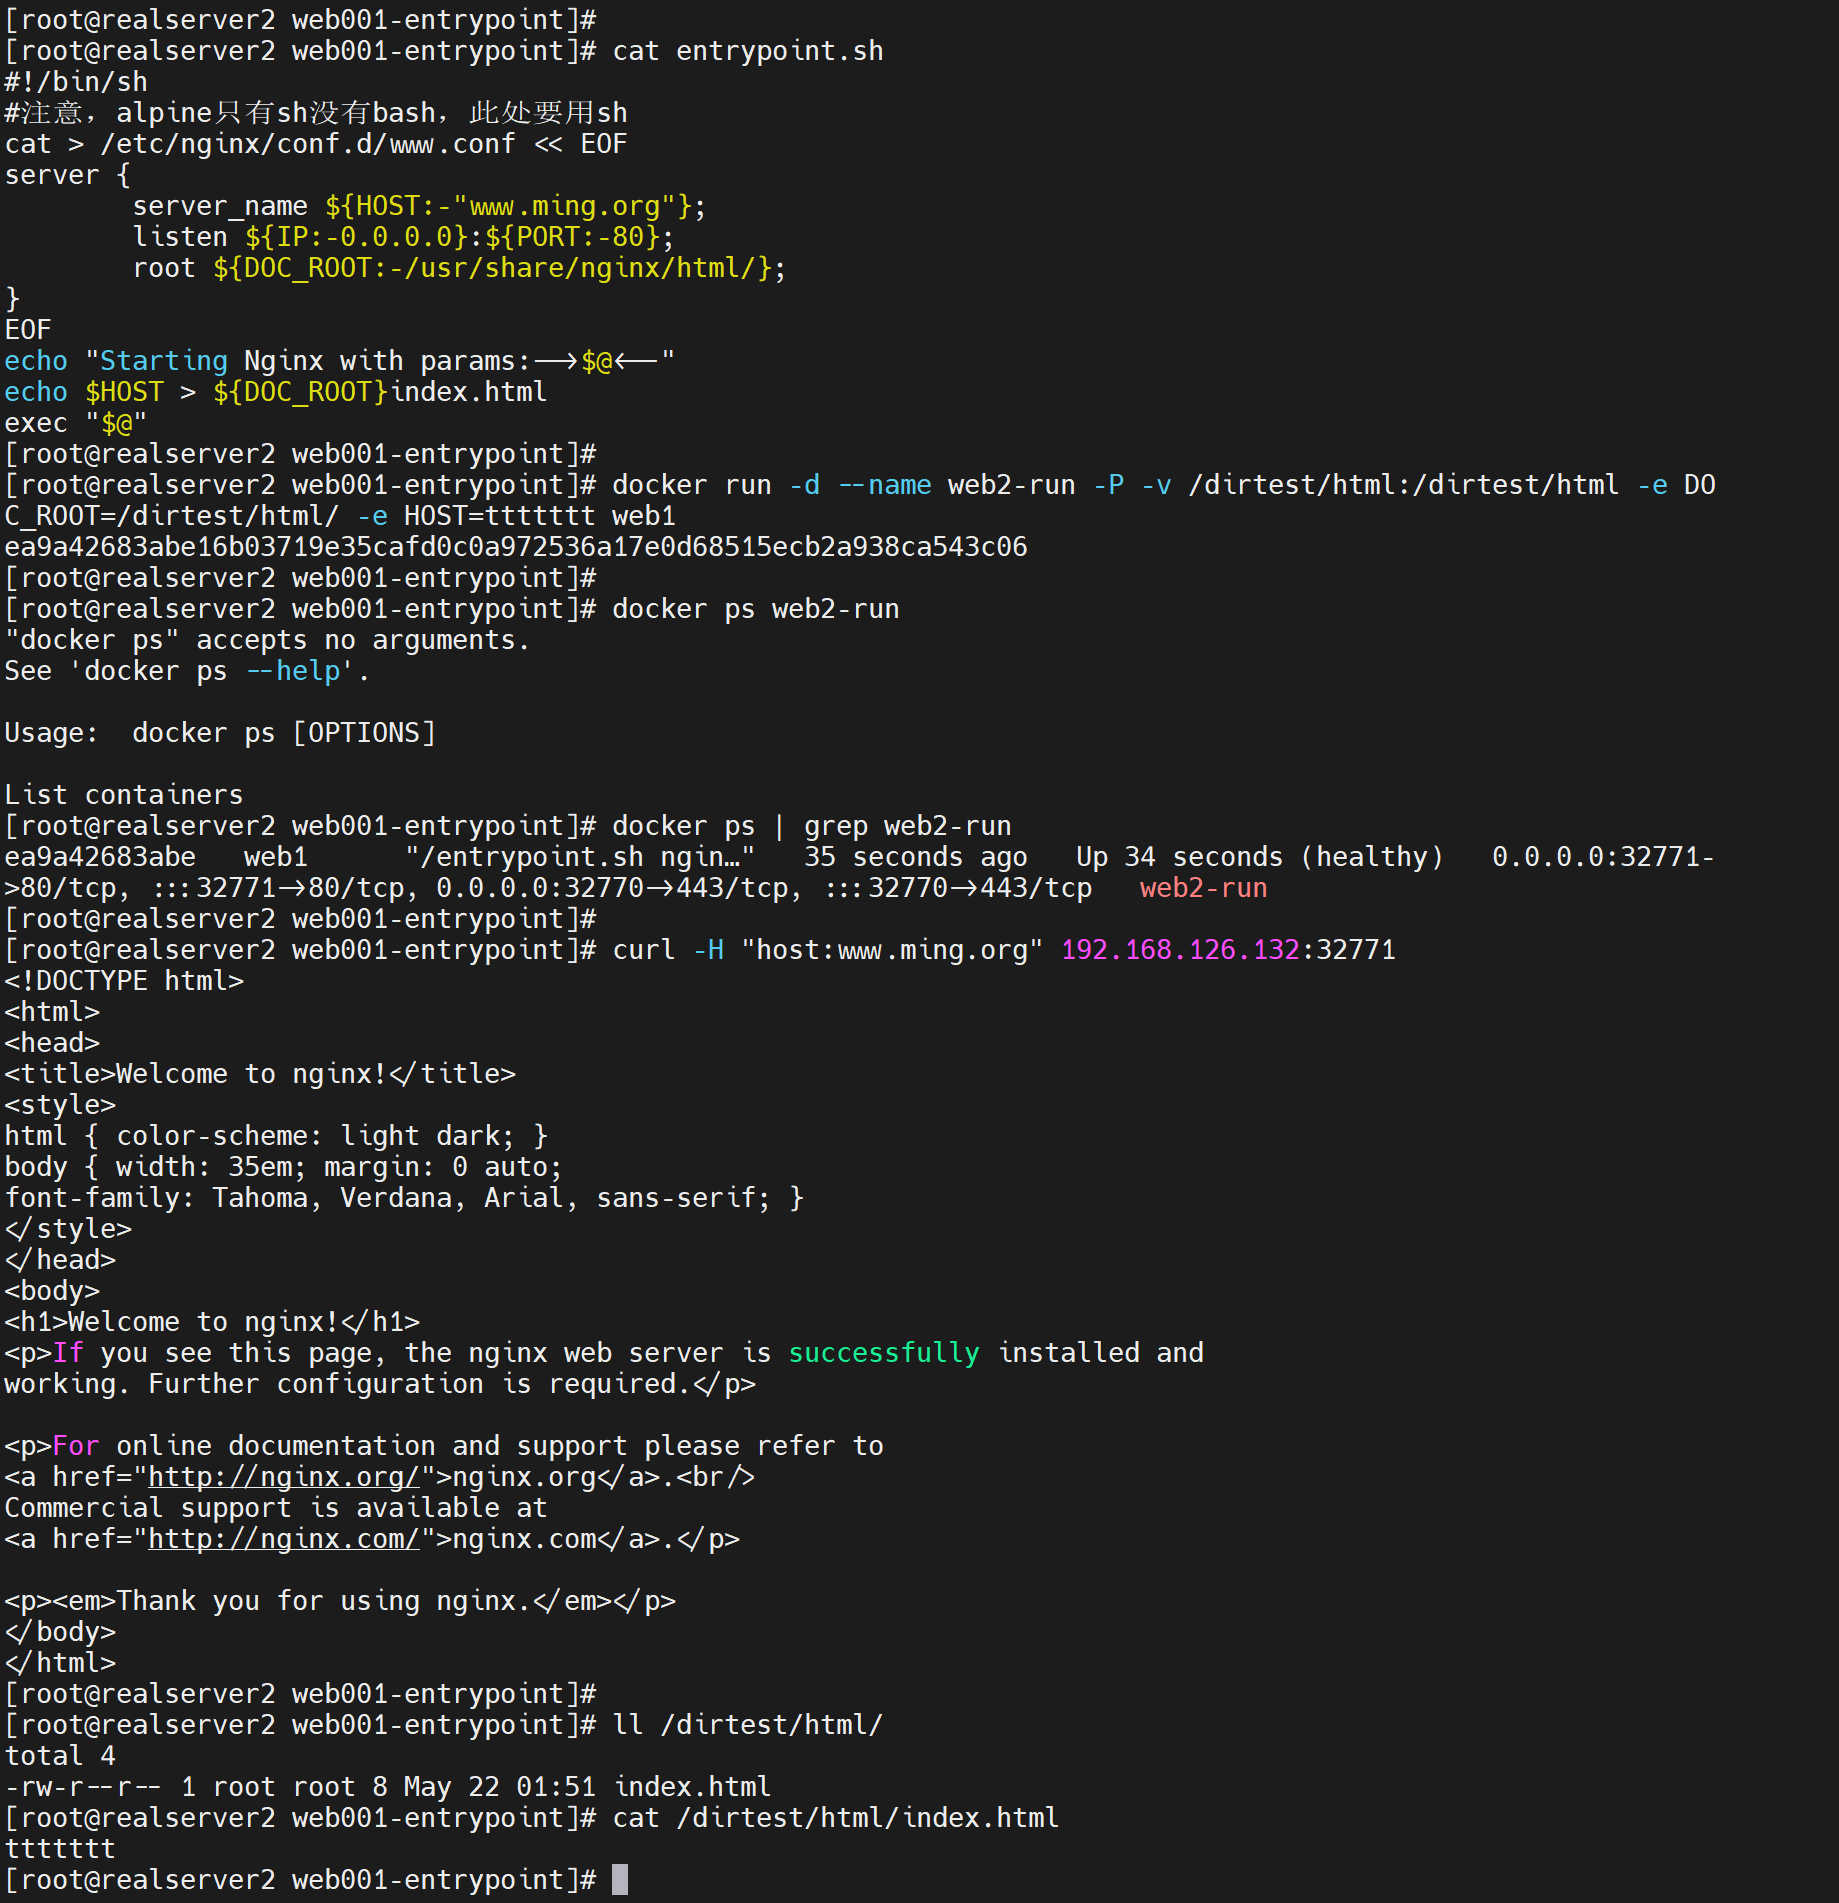 [root@realserver2 web001-entrypoint]#
[root@realserver2 web001-entrypoint]# cat entrypoint.sh
#!/bin/sh
#注意，alpine只有sh没有bash，此处要用sh
cat > /etc/nginx/conf.d/www.conf << EOF
server {
        server_name ${HOST:-"www.ming.org"};
        listen ${IP:-0.0.0.0}:${PORT:-80};
        root ${DOC_ROOT:-/usr/share/nginx/html/};
}
EOF
echo "Starting Nginx with params:-->$@<--"
echo $HOST > ${DOC_ROOT}index.html
exec "$@"
[root@realserver2 web001-entrypoint]#
[root@realserver2 web001-entrypoint]# docker run -d --name web2-run -P -v /dirtest/html:/dirtest/html -e DO
C_ROOT=/dirtest/html/ -e HOST=ttttttt web1
ea9a42683abe16b03719e35cafd0c0a972536a17e0d68515ecb2a938ca543c06
[root@realserver2 web001-entrypoint]#
[root@realserver2 web001-entrypoint]# docker ps web2-run
"docker ps" accepts no arguments.
See 'docker ps --help'.

Usage:  docker ps [OPTIONS]

List containers
[root@realserver2 web001-entrypoint]# docker ps | grep web2-run
ea9a42683abe   web1      "/entrypoint.sh ngin…"   35 seconds ago   Up 34 seconds (healthy)   0.0.0.0:32771-
>80/tcp, :::32771->80/tcp, 0.0.0.0:32770->443/tcp, :::32770->443/tcp   web2-run
[root@realserver2 web001-entrypoint]#
[root@realserver2 web001-entrypoint]# curl -H "host:www.ming.org" 192.168.126.132:32771
<!DOCTYPE html>
<html>
<head>
<title>Welcome to nginx!</title>
<style>
html { color-scheme: light dark; }
body { width: 35em; margin: 0 auto;
font-family: Tahoma, Verdana, Arial, sans-serif; }
</style>
</head>
<body>
<h1>Welcome to nginx!</h1>
<p>If you see this page, the nginx web server is successfully installed and
working. Further configuration is required.</p>

<p>For online documentation and support please refer to
<a href="http://nginx.org/">nginx.org</a>.<br/>
Commercial support is available at
<a href="http://nginx.com/">nginx.com</a>.</p>

<p><em>Thank you for using nginx.</em></p>
</body>
</html>
[root@realserver2 web001-entrypoint]#
[root@realserver2 web001-entrypoint]# ll /dirtest/html/
total 4
-rw-r--r-- 1 root root 8 May 22 01:51 index.html
[root@realserver2 web001-entrypoint]# cat /dirtest/html/index.html
ttttttt
[root@realserver2 web001-entrypoint]#